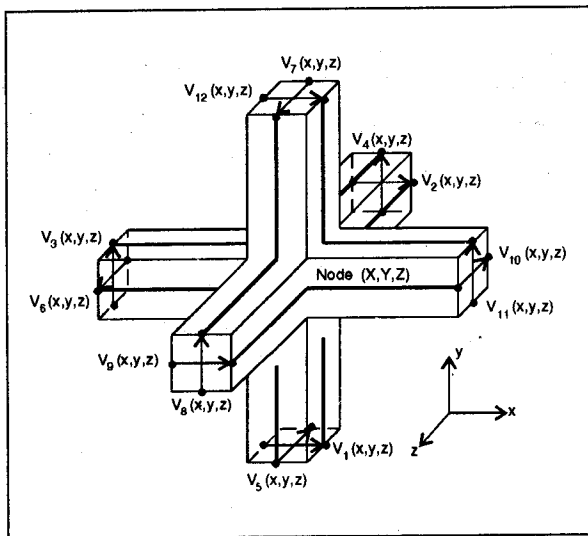 V7 (x,y,z)
V12 (x,y,z)
V4 (x,y,z)
V2 (x,y,z)
V3 (x,y,z)
V10 (x,y,z)
Node (X,Y,Z)
V6 (x,y,z)
V11 (x,y,z)
V9 (x,y,z)
y
V8 (x,y,z)
x
z
V1 (x,y,z)
V5 (x,y,z)